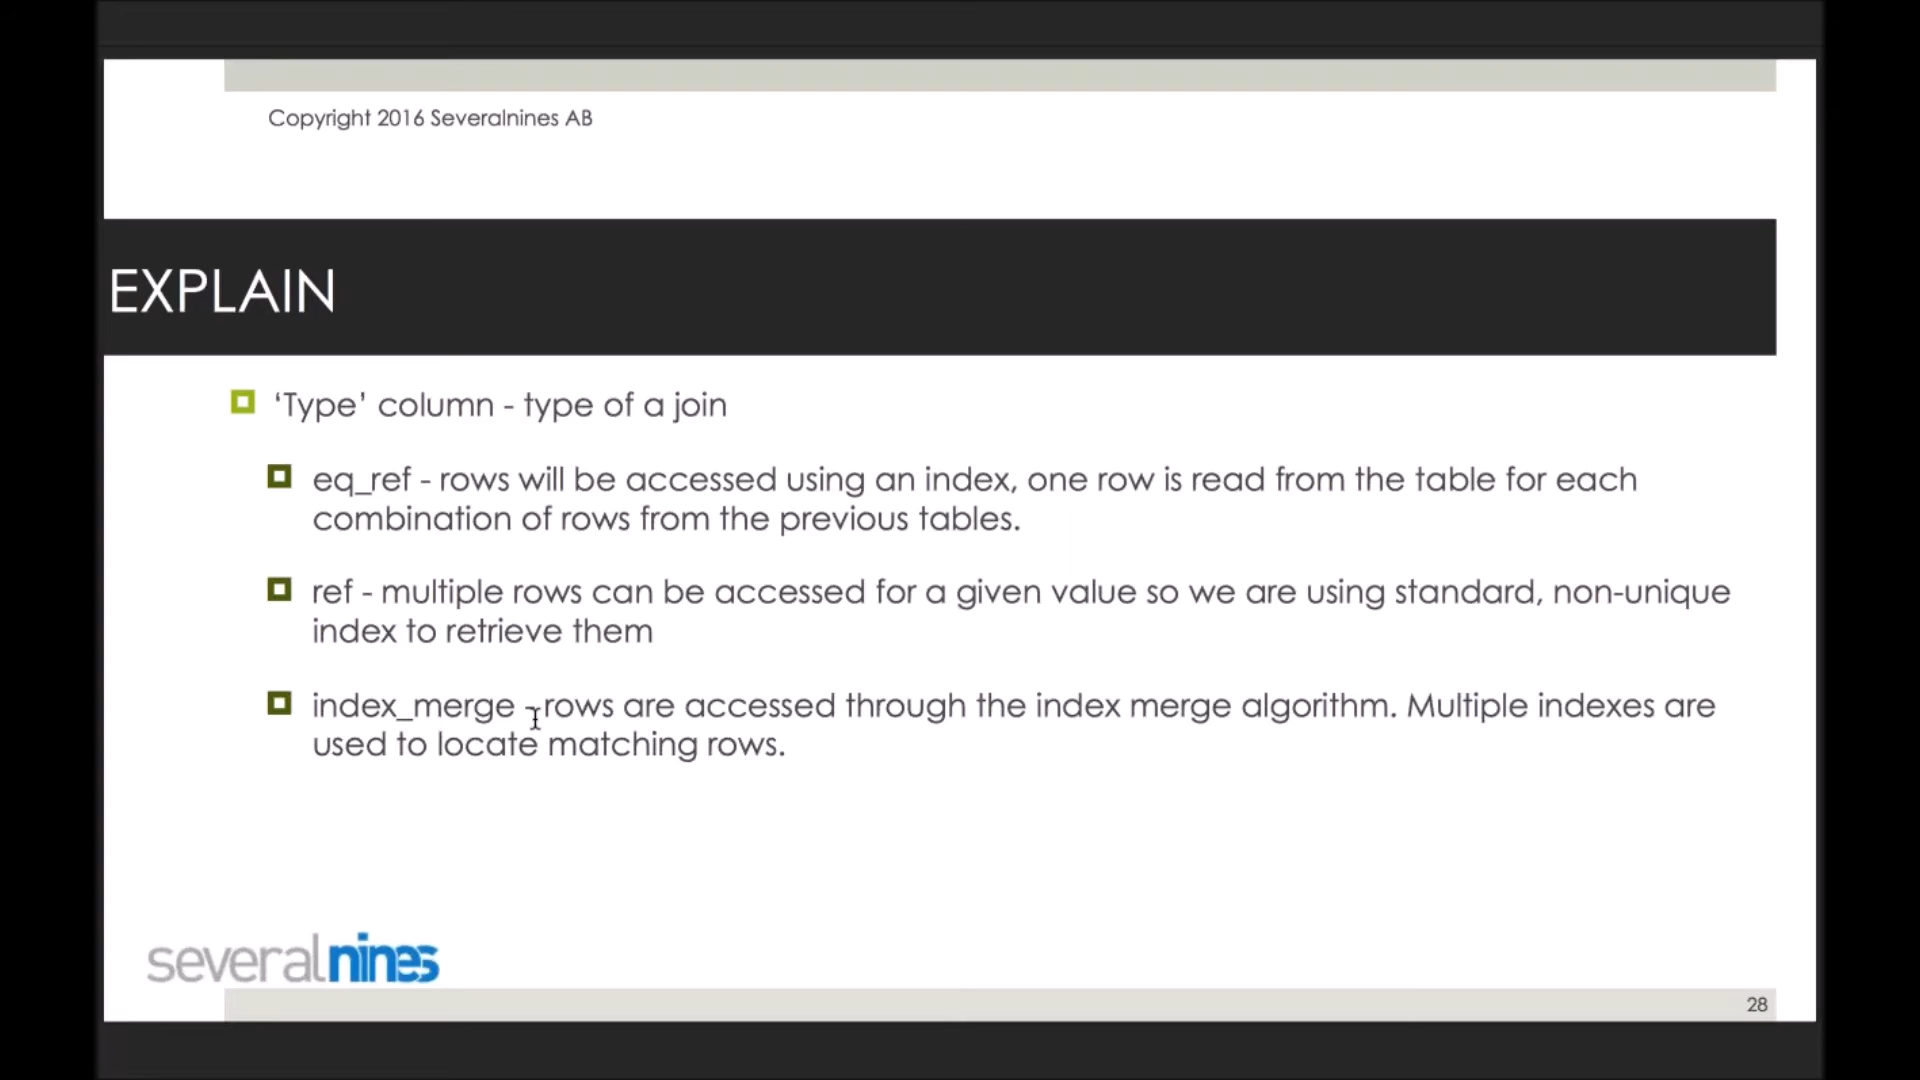 Copyright 2016 Severalnines AB
EXPLAIN
‘Type’ column - type of a join
eq_ref - rows will be accessed using an index, one row is read from the table for each
combination of rows from the previous tables.
ref - multiple rows can be accessed for a given value so we are using standard, non-unique
index to retrieve them
index_merge - rows are accessed through the index merge algorithm. Multiple indexes are
used to locate matching rows.
severalnines
28